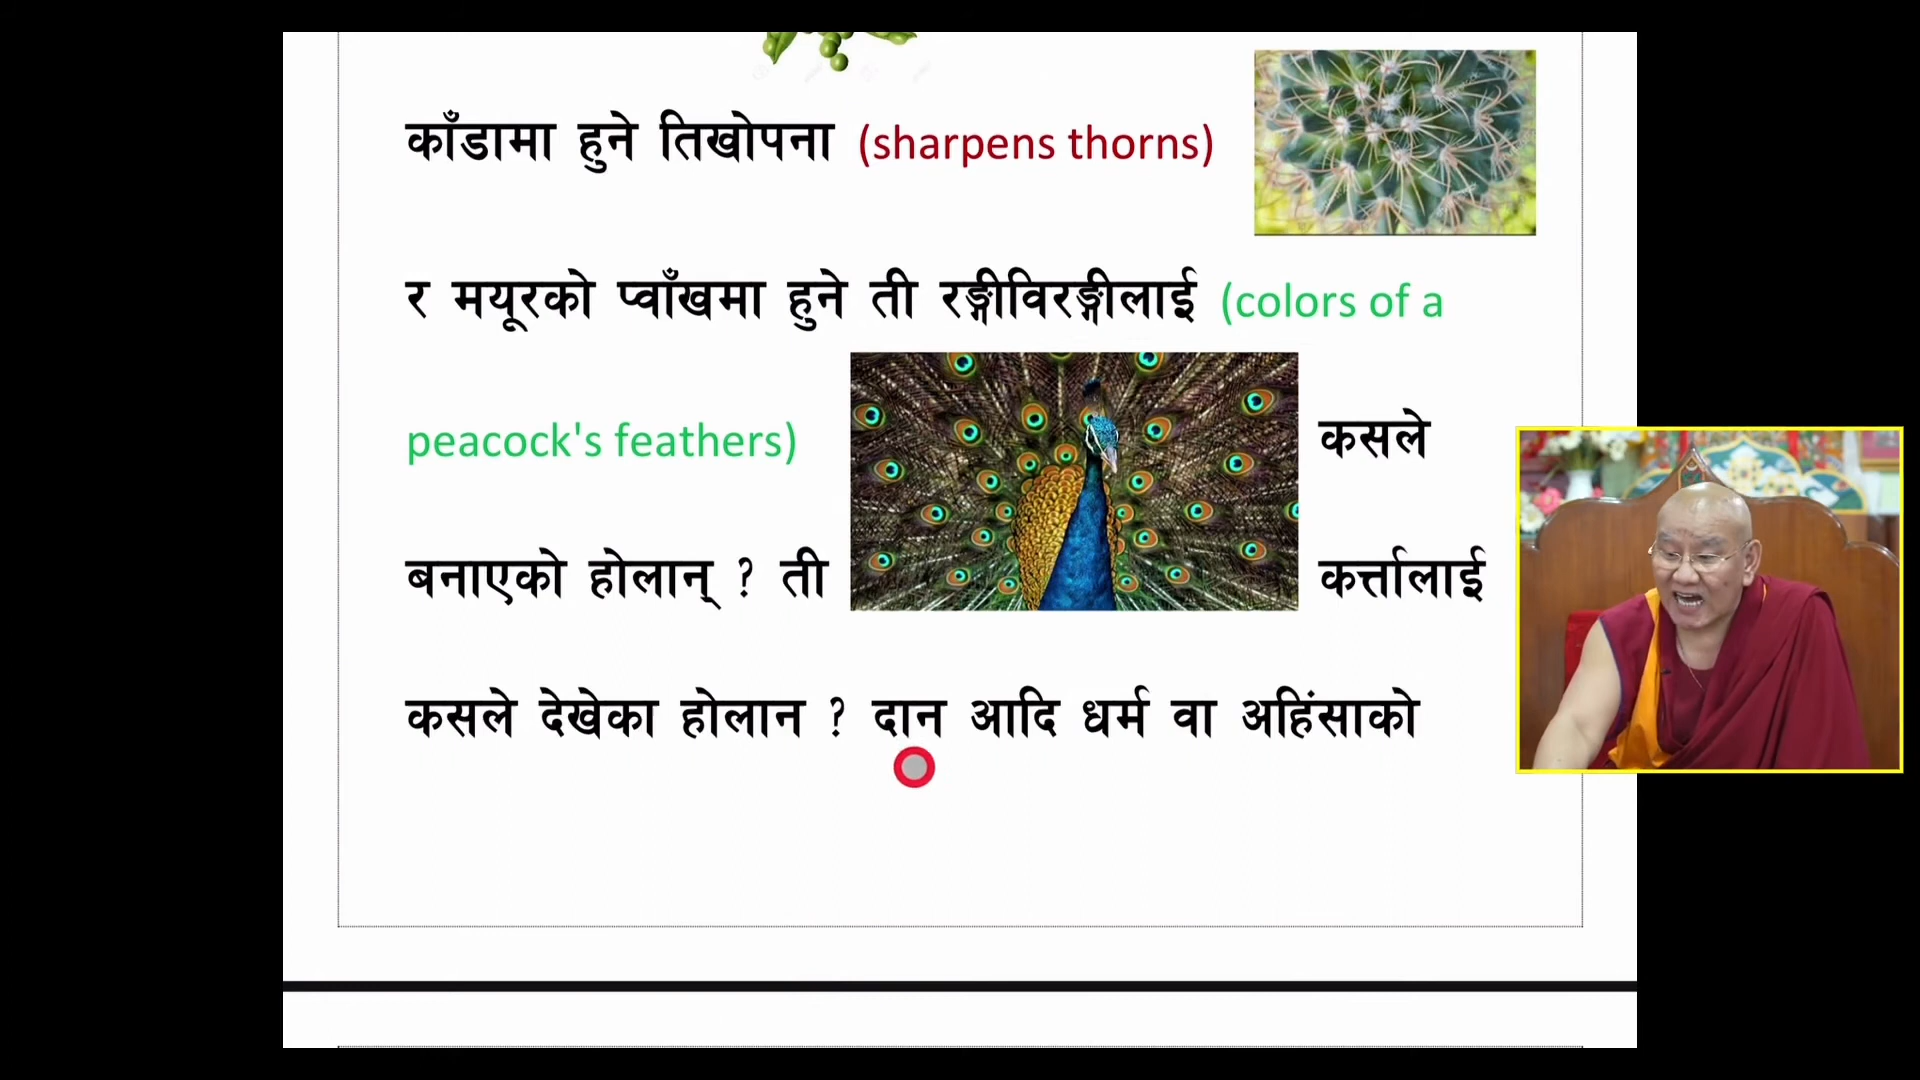 काँडामा हुने तिखोपना (sharpens thorns)
र मयूरको प्वाँखमा हुने ती रङ्गीविरङ्गीलाई (colors of a
peacock's feathers) कसले
बनाएको होलान् ? ती कर्त्तालाई
कसले देखेका होलान ? दान आदि धर्म वा अहिंसाको